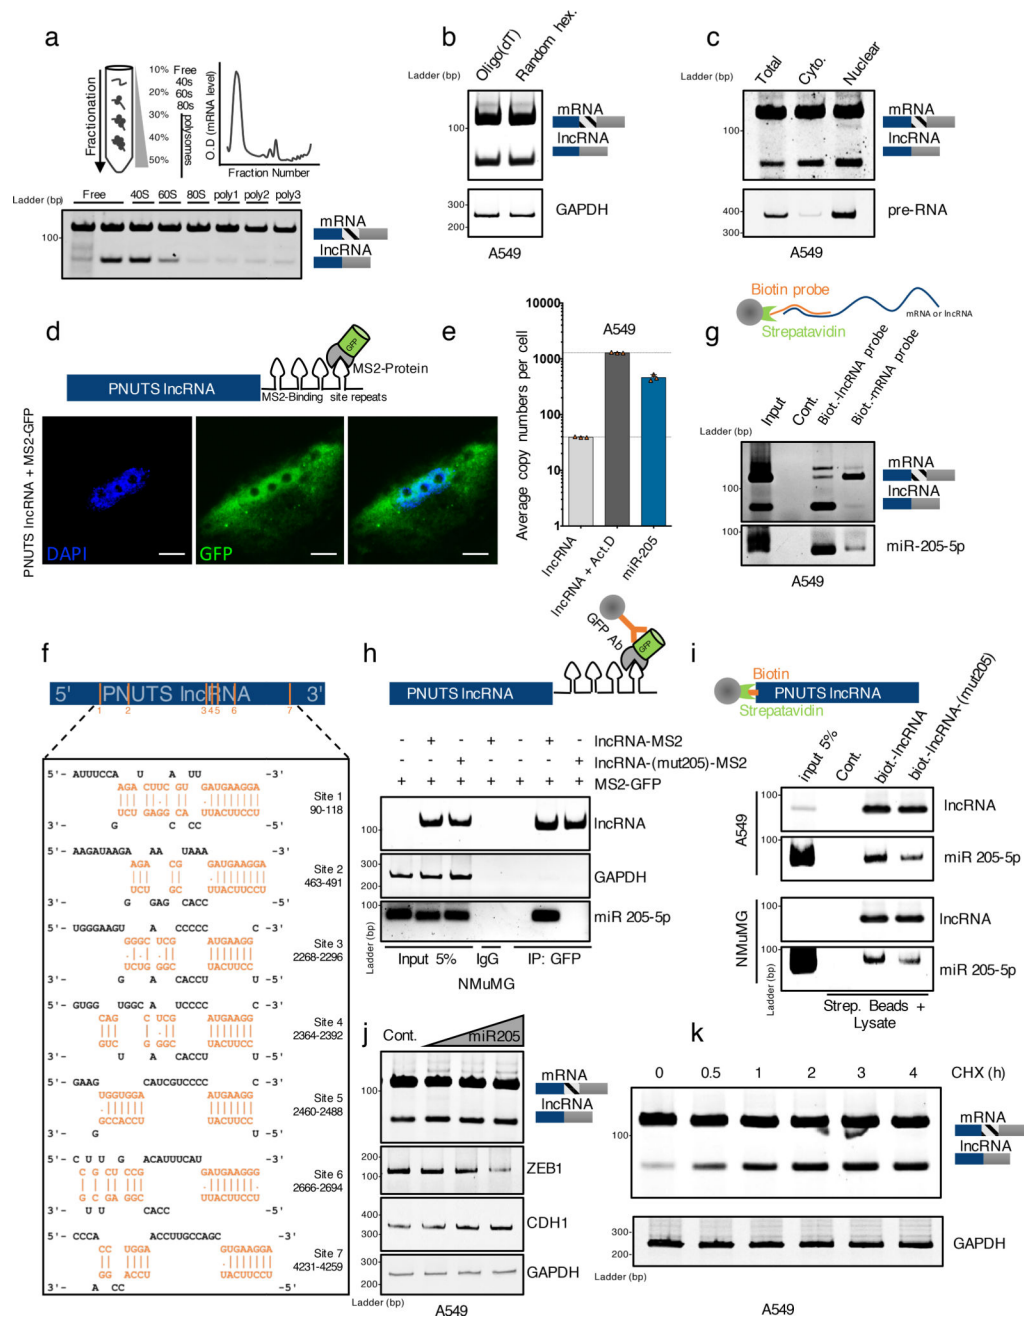 a
Fractionation
10%
20%
30%
40%
50%
Free
40s
60s
80s
polysomes
O.D (mRNA level)
Fraction Number
Ladder (bp)
Free
40S
60S
80S
poly1
poly2
poly3
100
mRNA
lncRNA
b
Oligo(dT)
Random hex.
Ladder (bp)
100
mRNA
lncRNA
300
200
GAPDH
A549
c
Total
Cyto.
Nuclear
Ladder (bp)
100
mRNA
lncRNA
400
300
pre-RNA
A549
d
PNUTS lncRNA
GFP
MS2-Protein
MS2-Binding site repeats
PNUTS lncRNA + MS2-GFP
DAPI
GFP
e
A549
Average copy numbers per cell
10000
1000
100
10
1
lncRNA
lncRNA + Act.D
miR-205
Biotin probe
Strepatavidin
mRNA or lncRNA
g
Input
Cont.
Biot.-lncRNA probe
Biot.-mRNA probe
Ladder (bp)
100
mRNA
lncRNA
100
miR-205-5p
A549
f
5' PNUTS lncRNA 3'
1 2 3 4 5 6 7
5'- AUUUCCA U A UU -3'
AGA CUUCG GU GAUGAAGGA
UCU GAGGC CA UUACUUCCU
3'- G C CC -5'
Site 1
90-118
5'- AAGAUAAGA AA UAAA -3'
AGA CG GAUGAAGGA
UCU GC UUACUUCCU
3'- G GAG CACC -5'
Site 2
463-491
5'- UGGGAAGU A CCCCC C -3'
GGGC UCG AUGAAGG
UCUG GGC UACUUCC
3'- G A CACCU U -5'
Site 3
2268-2296
5'- GUGG UGGCA UCCCC C -3'
CAG C UCG AUGAAGG
GUC G GGC UACUUCC
3'- U A CACCU U -5'
Site 4
2364-2392
5'- GAAG CAUCGUCCCC C -3'
UGGUGGA AUGAAGG
GCCACCU UACUUCC
3'- G U -5'
Site 5
2460-2488
5'- C U U G ACAUUUCAU -3'
C G C U CCG GAUGAAGGG
G C GA GGC UUACUUCCU
3'- U U CACC -5'
Site 6
2666-2694
5'- CCCA ACCUUGCCAGC -3'
CC UGGA GUGAAGGA
GG ACCU UACUUCCU
3'- A CC -5'
Site 7
4231-4259
h
GFP Ab
GFP
PNUTS lncRNA
- + - + - + - lncRNA-MS2
- - + - - - + lncRNA-(mut205)-MS2
+ + + + + + + MS2-GFP
100
lncRNA
300
200
GAPDH
100
miR 205-5p
Ladder (bp)
Input 5%
IgG
IP: GFP
NMuMG
i
Biotin
PNUTS lncRNA
Strepatavidin
input 5%
Cont.
biot.-lncRNA
biot.-lncRNA-(mut205)
A549
100
lncRNA
100
miR 205-5p
NMuMG
100
lncRNA
100
miR 205-5p
Ladder (bp)
Strep. Beads +
Lysate
j
Cont.
miR205
100
mRNA
lncRNA
200
100
ZEB1
400
300
CDH1
300
200
GAPDH
Ladder (bp)
A549
k
0 0.5 1 2 3 4 CHX (h)
100
mRNA
lncRNA
300
200
GAPDH
Ladder (bp)
A549